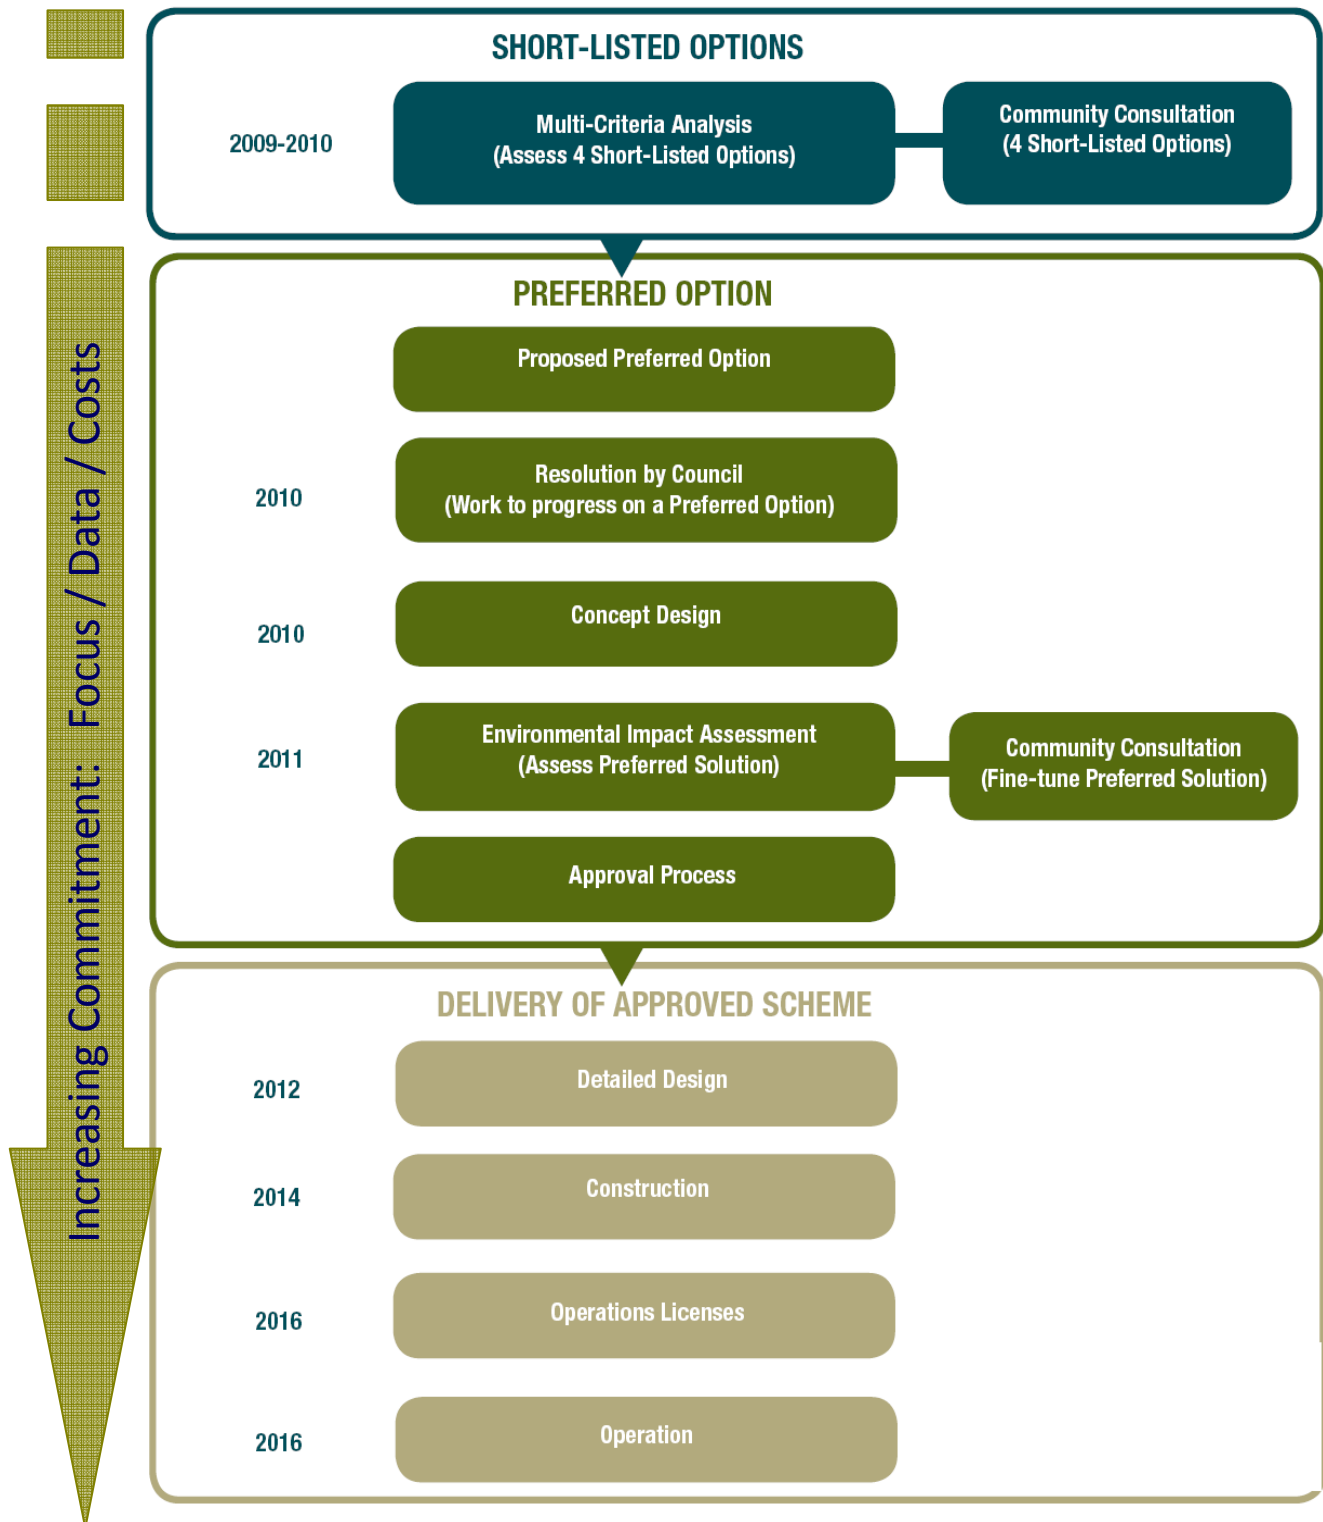 SHORT-LISTED OPTIONS
2009-2010
Multi-Criteria Analysis
(Assess 4 Short-Listed Options)
Community Consultation
(4 Short-Listed Options)
PREFERRED OPTION
Proposed Preferred Option
2010
Resolution by Council
(Work to progress on a Preferred Option)
2010
Concept Design
2011
Environmental Impact Assessment
(Assess Preferred Solution)
Community Consultation
(Fine-tune Preferred Solution)
Approval Process
DELIVERY OF APPROVED SCHEME
2012
Detailed Design
2014
Construction
2016
Operations Licenses
2016
Operation
Increasing Commitment: Focus / Data / Costs